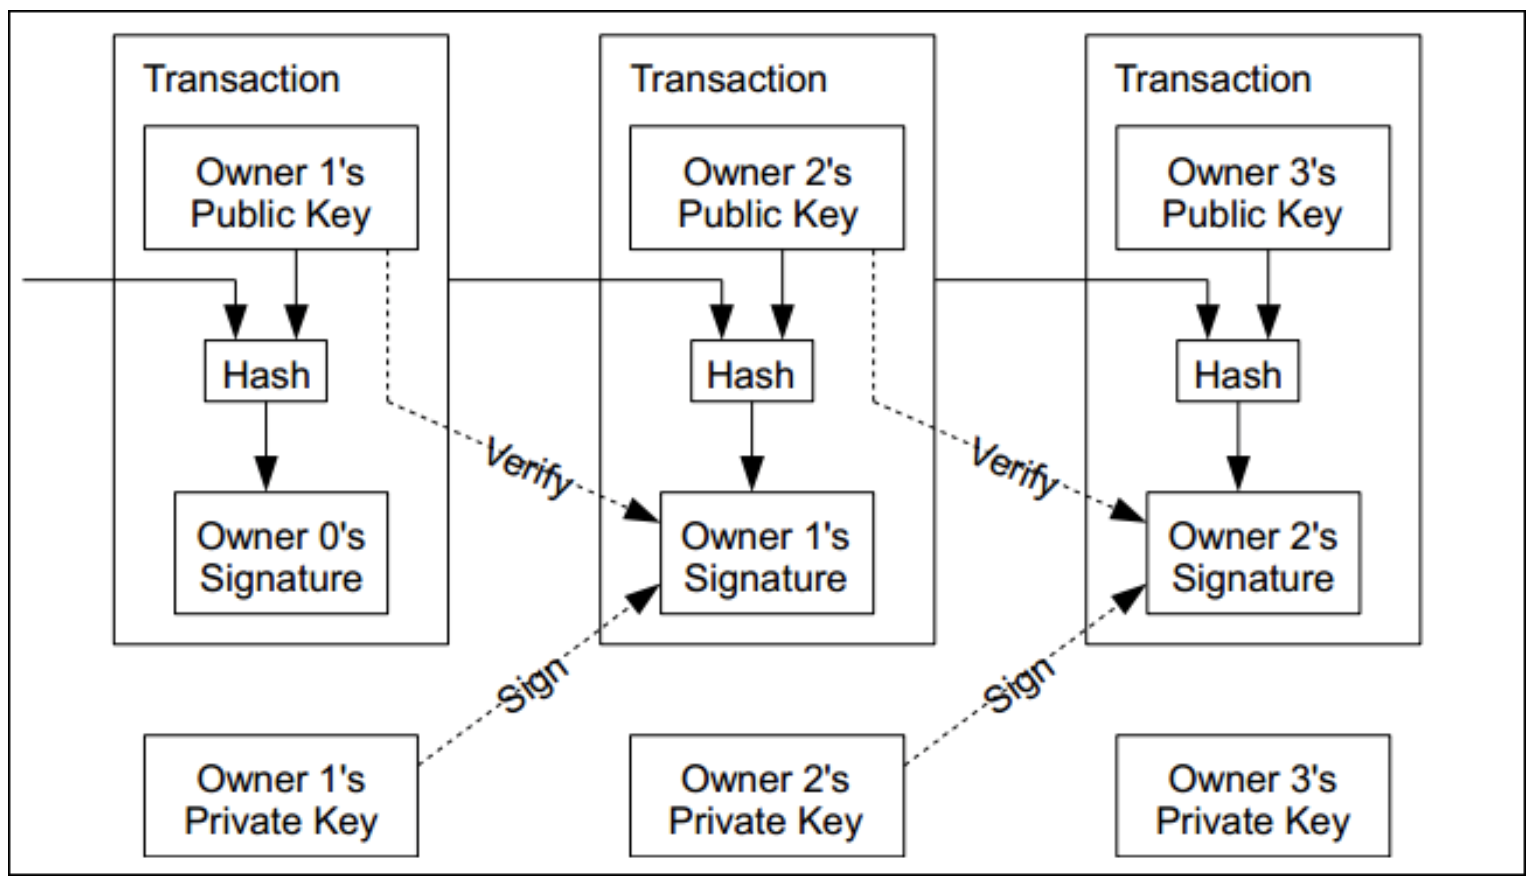 Transaction
Owner 1's
Public Key
Hash
Owner 0's
Signature
Transaction
Owner 2's
Public Key
Hash
Owner 1's
Signature
Transaction
Owner 3's
Public Key
Hash
Owner 2's
Signature
Verify
Verify
Sign
Sign
Owner 1's
Private Key
Owner 2's
Private Key
Owner 3's
Private Key